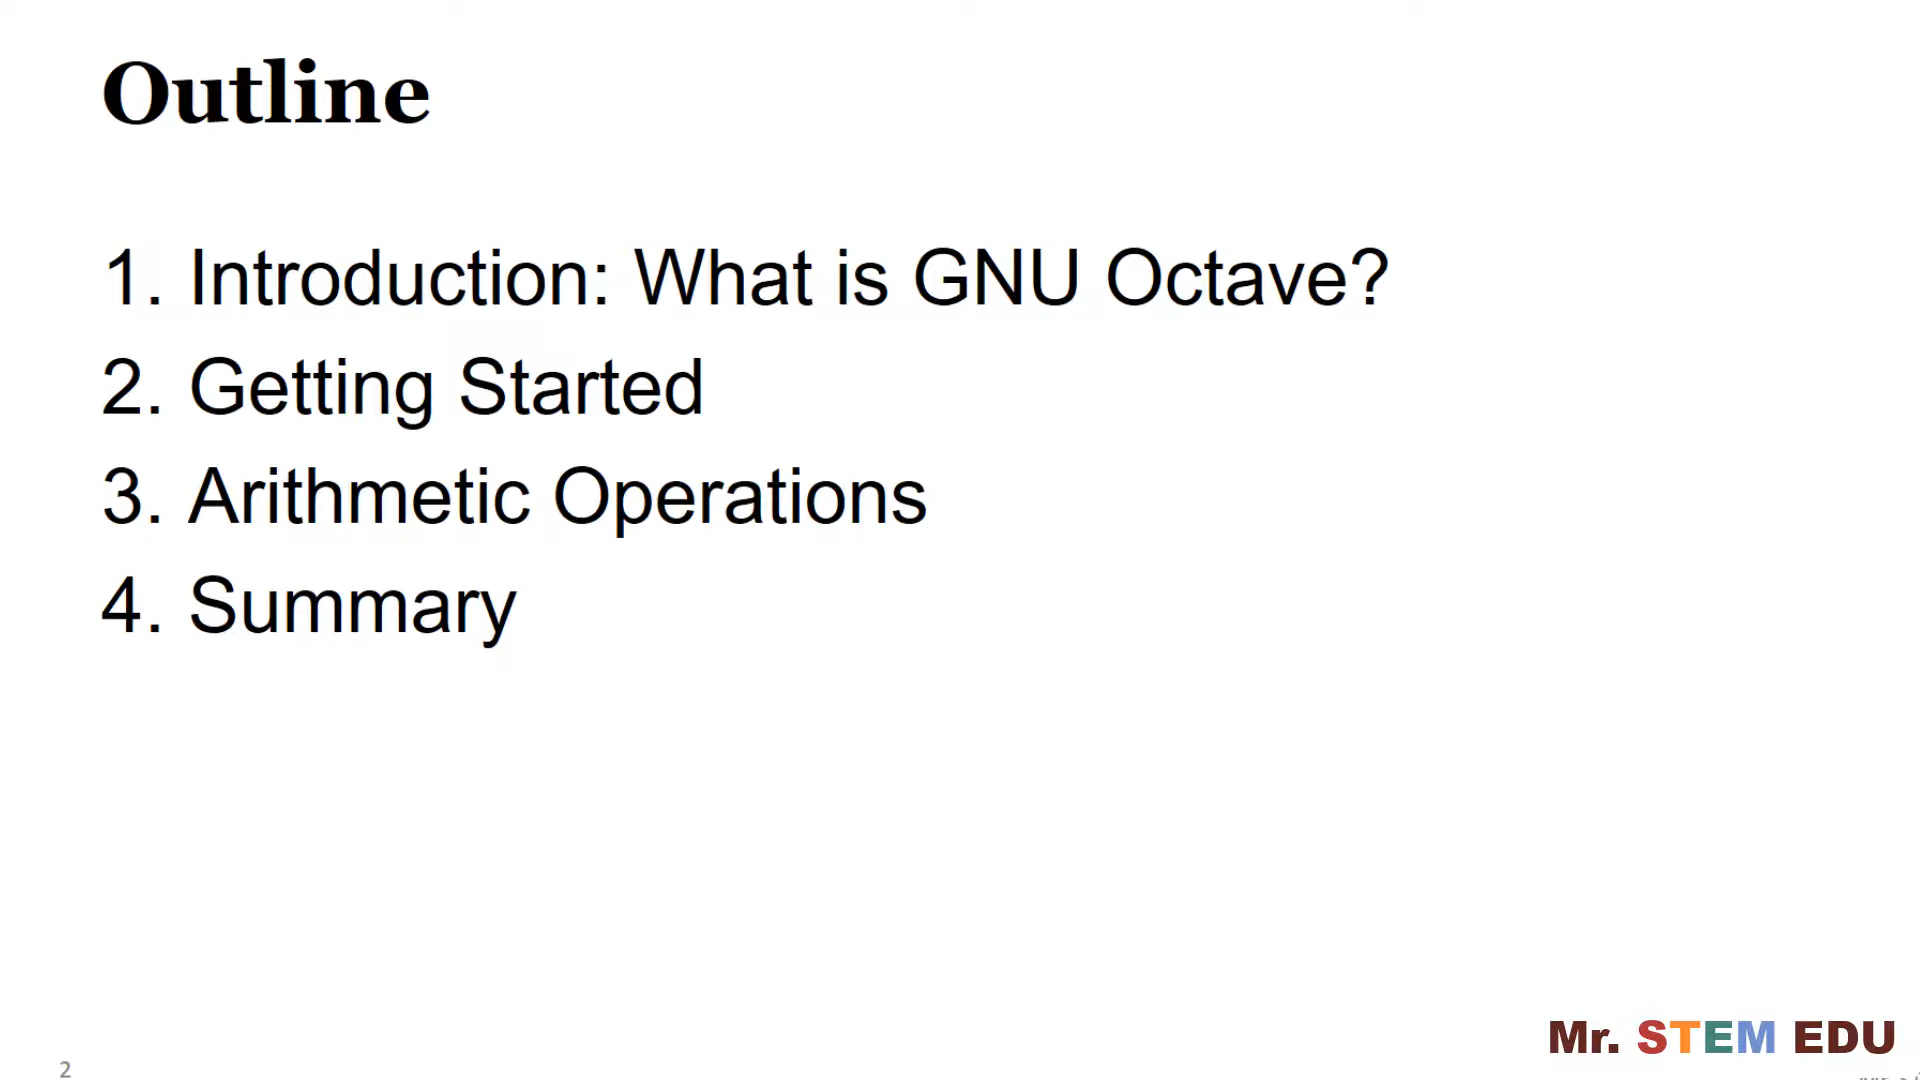 Outline
1. Introduction: What is GNU Octave?
2. Getting Started
3. Arithmetic Operations
4. Summary
Mr. STEM EDU
2